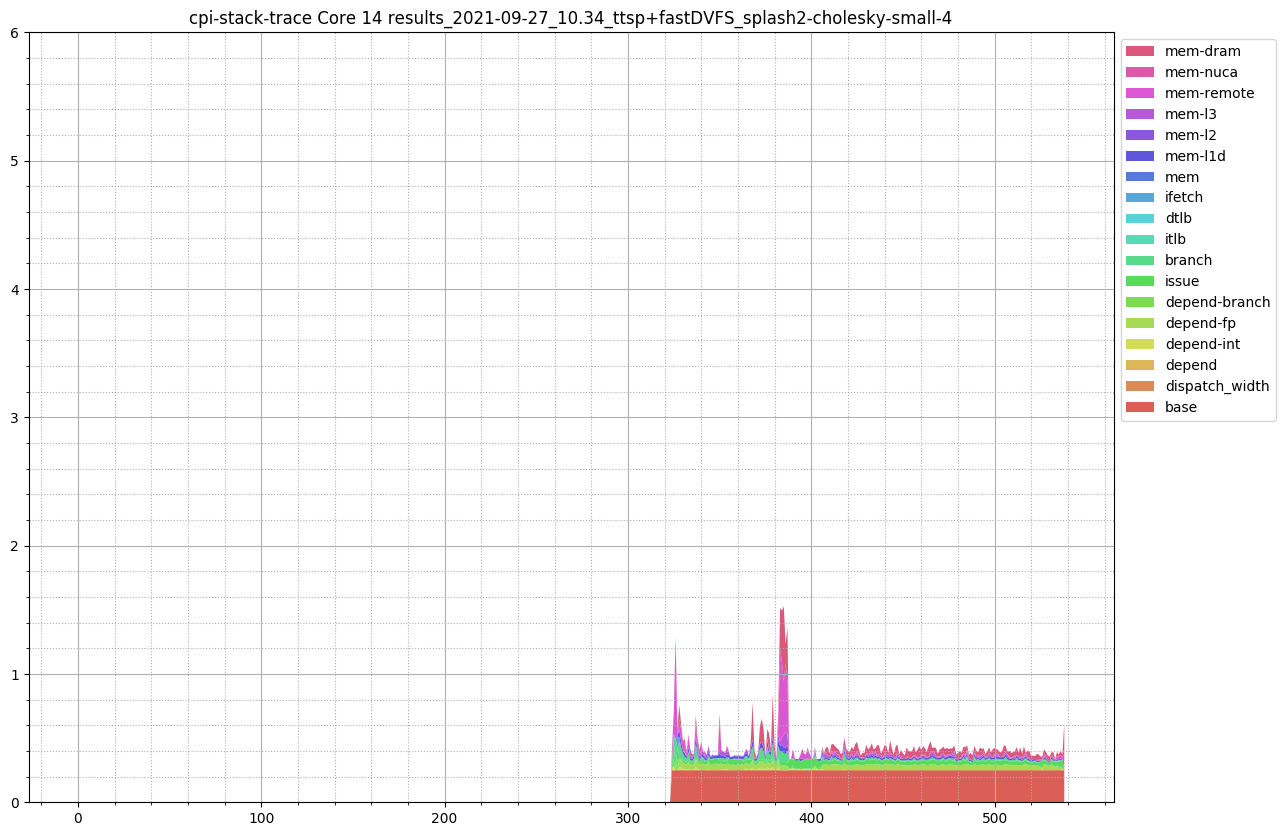 cpi-stack-trace Core 14 results_2021-09-27_10.34_ttsp+fastDVFS_splash2-cholesky-small-4
6
5
4
3
2
1
0
0 100 200 300 400 500
mem-dram
mem-nuca
mem-remote
mem-l3
mem-l2
mem-l1d
mem
ifetch
dtlb
itlb
branch
issue
depend-branch
depend-fp
depend-int
depend
dispatch_width
base